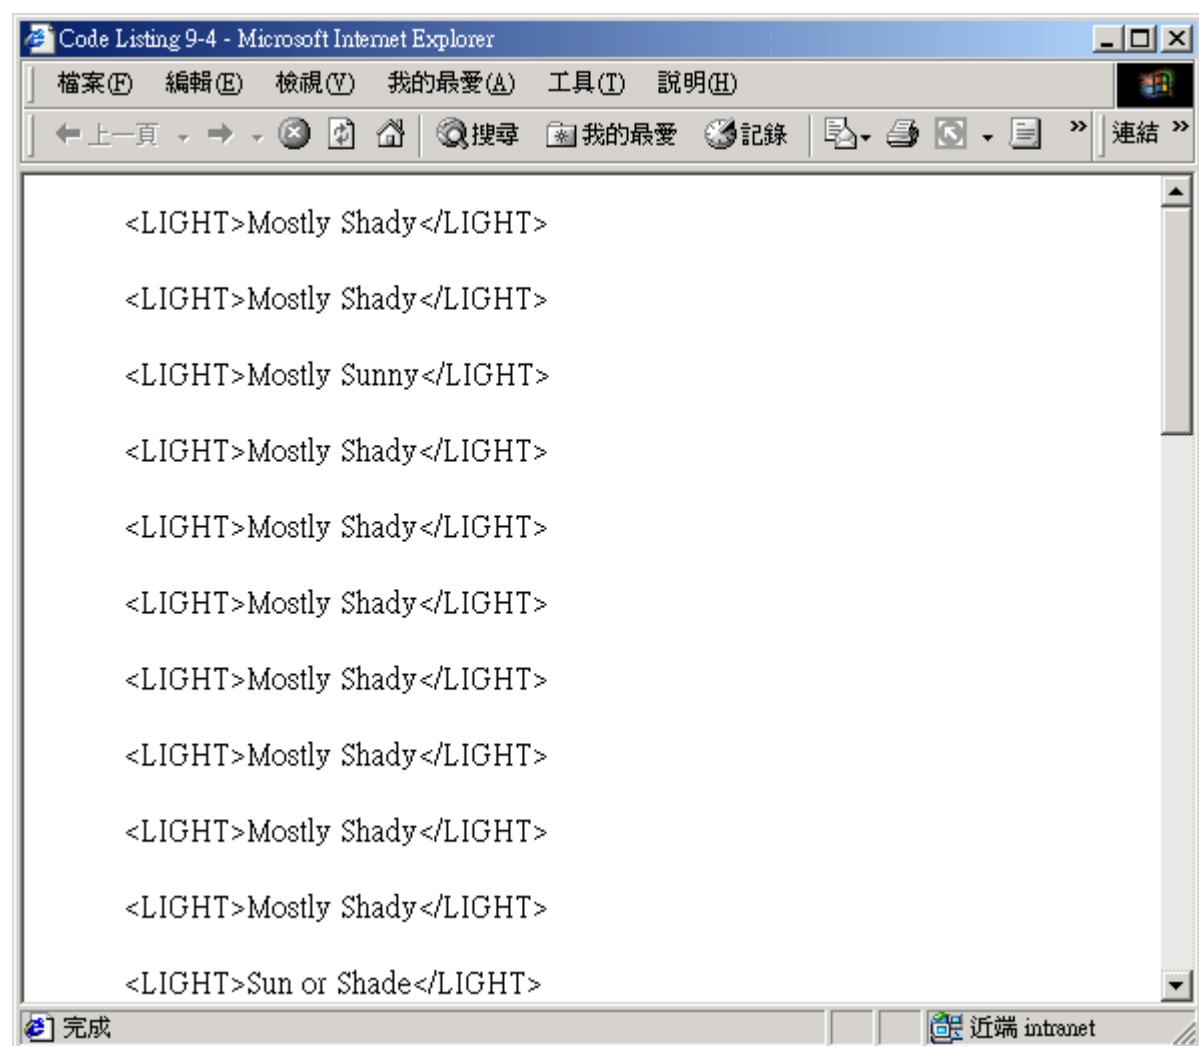 Code Listing 9-4 - Microsoft Internet Explorer
檔案(F) 編輯(E) 檢視(V) 我的最愛(A) 工具(T) 說明(H)
上一頁 搜尋 我的最愛 記錄 » 連結 »
<LIGHT>Mostly Shady</LIGHT>
<LIGHT>Mostly Shady</LIGHT>
<LIGHT>Mostly Sunny</LIGHT>
<LIGHT>Mostly Shady</LIGHT>
<LIGHT>Mostly Shady</LIGHT>
<LIGHT>Mostly Shady</LIGHT>
<LIGHT>Mostly Shady</LIGHT>
<LIGHT>Mostly Shady</LIGHT>
<LIGHT>Mostly Shady</LIGHT>
<LIGHT>Mostly Shady</LIGHT>
<LIGHT>Sun or Shade</LIGHT>
完成 近端 intranet